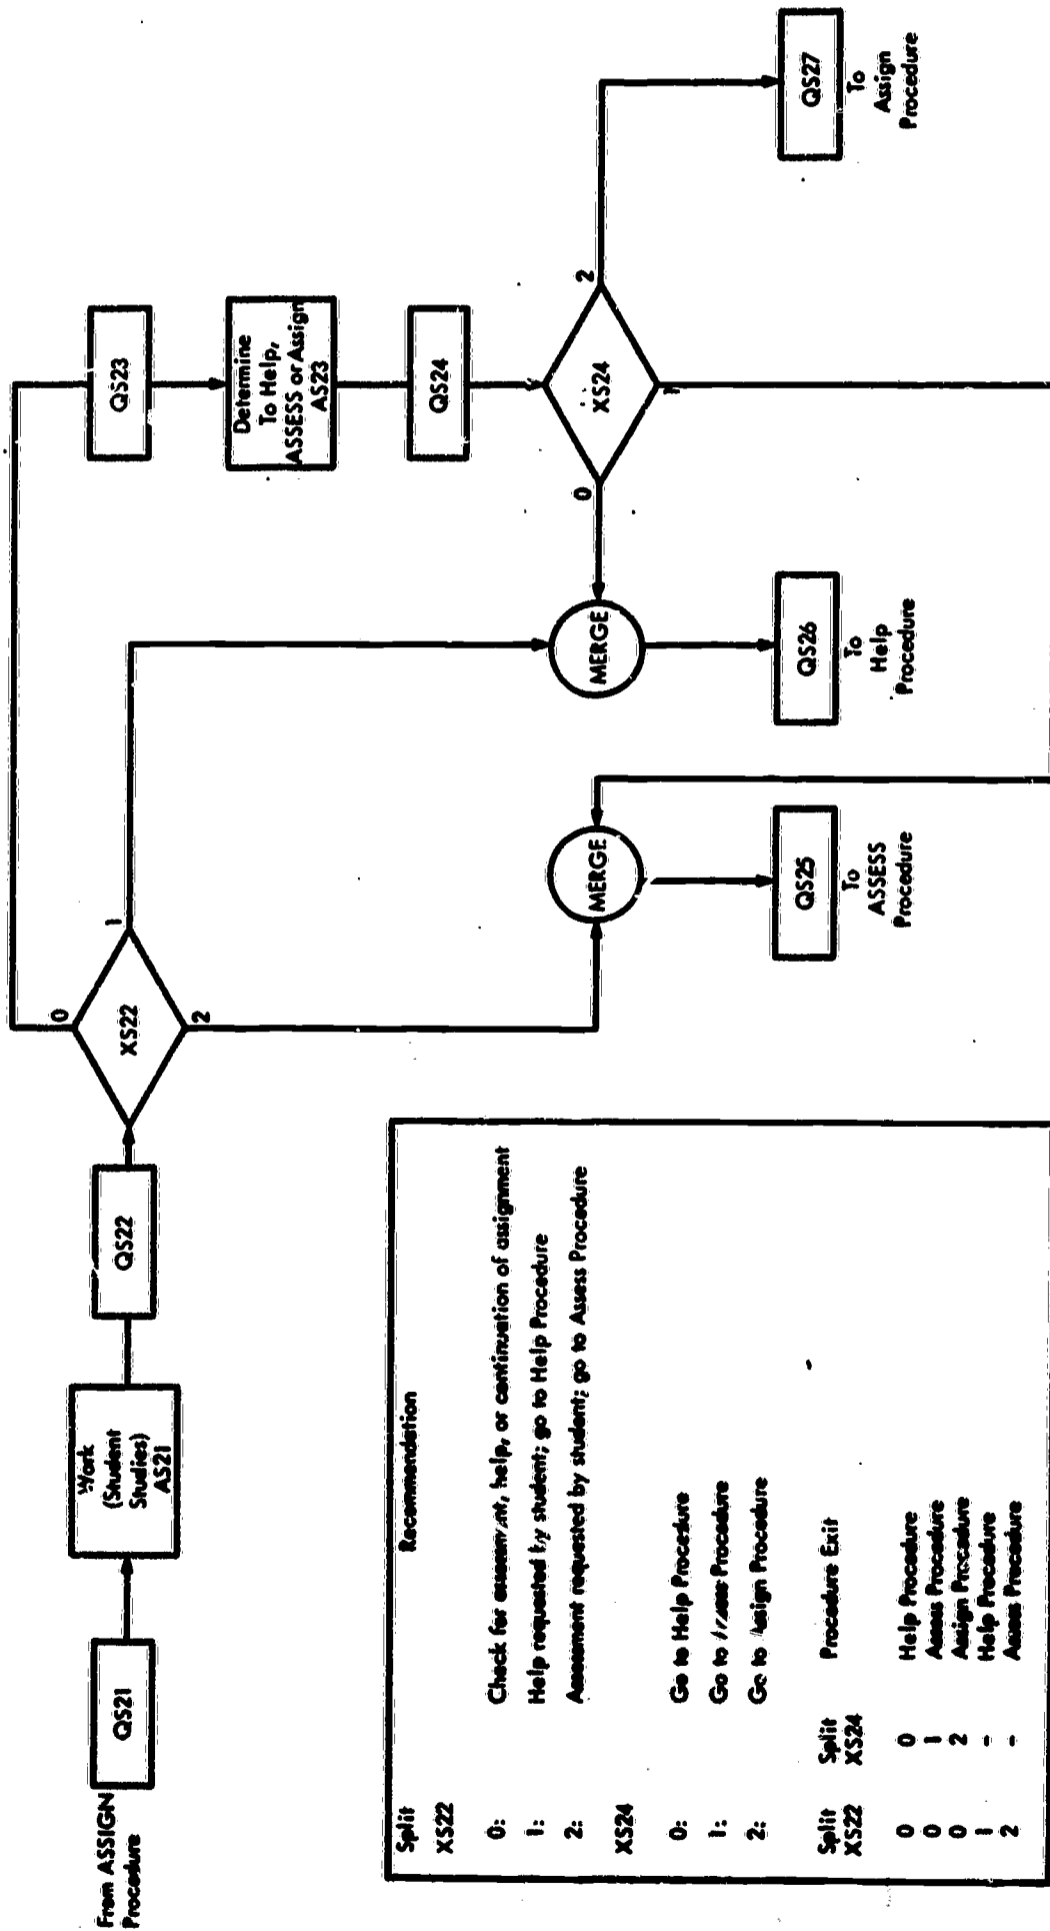 From ASSIGN
Procedure
QS21
Work
(Student
Studies)
AS21
QS22
XS22
0
1
2
QS23
Determine
To Help,
ASSESS or Assign
AS23
QS24
XS24
0
1
2
MERGE
MERGE
QS25
To
ASSESS
Procedure
QS26
To
Help
Procedure
QS27
To
Assign
Procedure
Split Recommendation
XS22
0: Check for help, or continuation of assignment
1: Help requested by student; go to Help Procedure
2: Assessment requested by student; go to Assess Procedure
XS24
0: Go to Help Procedure
1: Go to Assess Procedure
2: Go to Assign Procedure
Split Split Procedure Exit
XS22 XS24
0 0 Help Procedure
0 1 Assess Procedure
0 2 Assign Procedure
1 - Help Procedure
2 - Assess Procedure